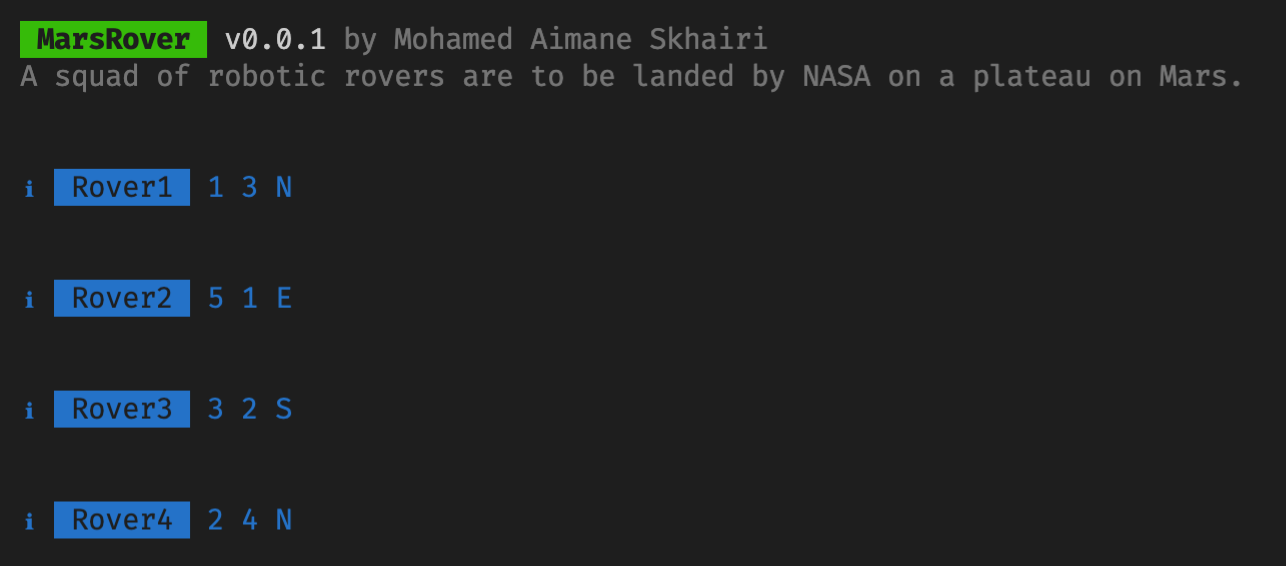 MarsRover v0.0.1 by Mohamed Aimane Skhairi
A squad of robotic rovers are to be landed by NASA on a plateau on Mars.
ℹ Rover1 1 3 N
ℹ Rover2 5 1 E
ℹ Rover3 3 2 S
ℹ Rover4 2 4 N